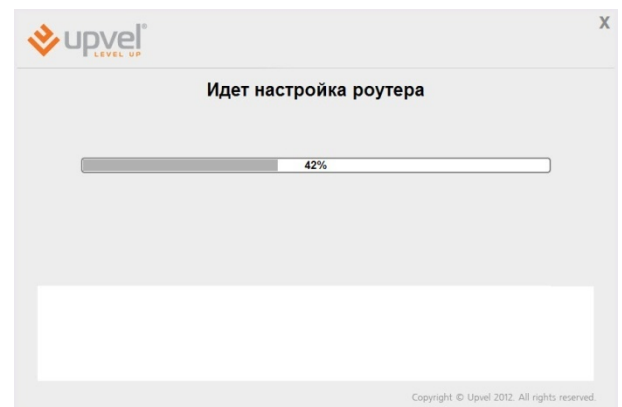 X
upvel
LEVEL UP
Идет настройка роутера
42%
Copyright © Upvel 2012. All rights reserved.